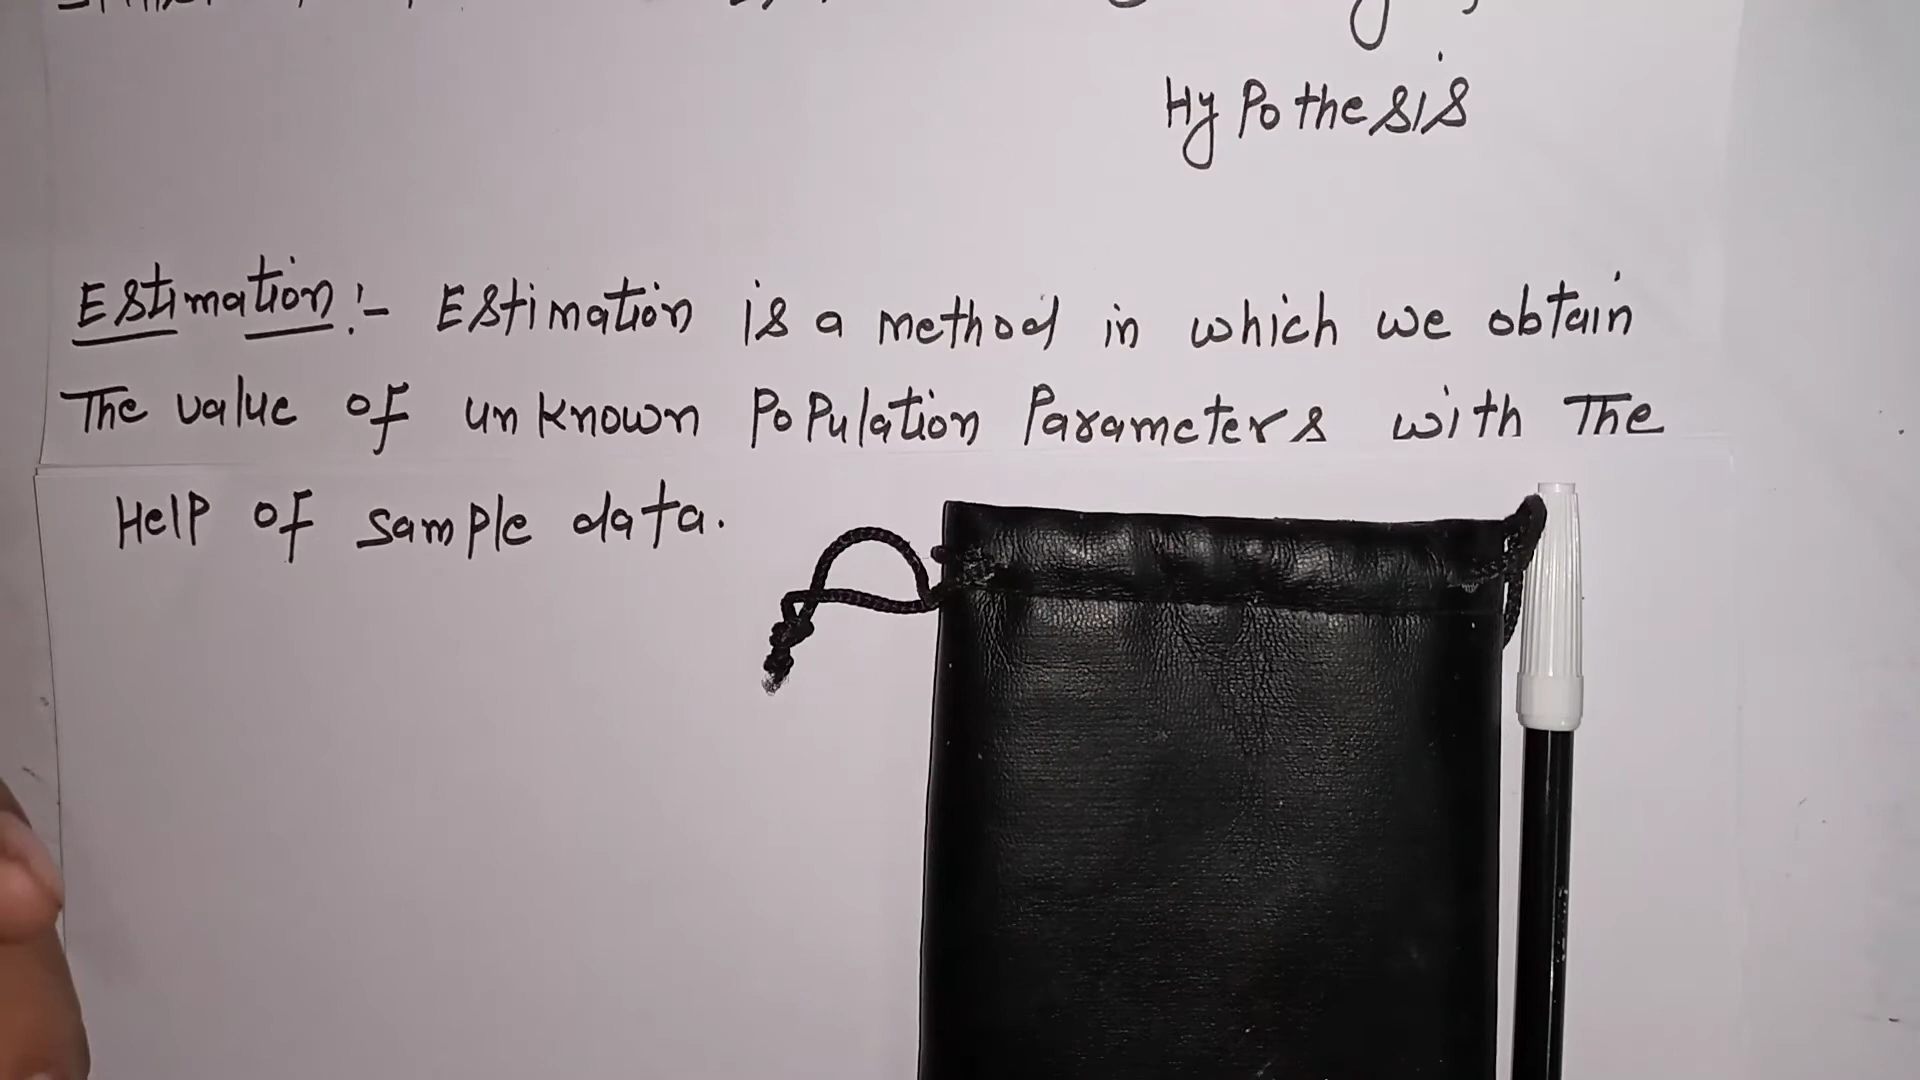 Hypothesis
Estimation:- Estimation is a method in which we obtain
The value of unknown Population Parameters with The
Help of sample data.